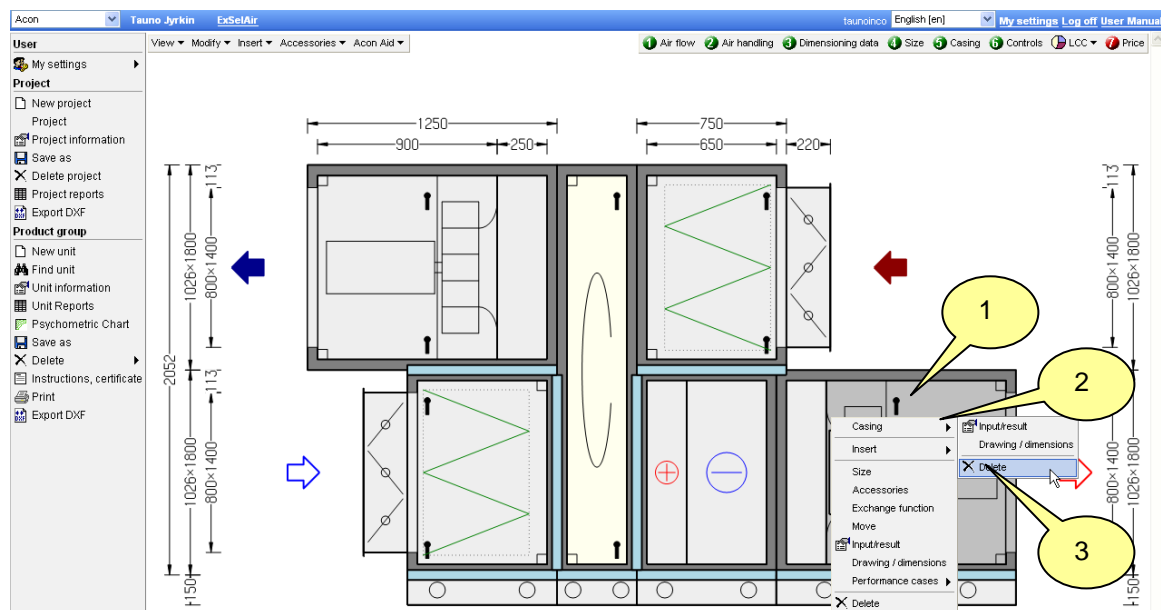 Acon Tauno Jyrkin ExSelAir taunoinco English [en] My settings Log off User Manual
User View Modify Insert Accessories Acon Aid 1 Air flow 2 Air handling 3 Dimensioning data 4 Size 5 Casing 6 Controls LCC 7 Price
My settings
Project
New project
Project
Project information
Save as
Delete project
Project reports
Export DXF
Product group
New unit
Find unit
Unit information
Unit Reports
Psychometric Chart
Save as
Delete
Instructions, certificate
Print
Export DXF
1250
750
900
250
650
220
113
113
1026×1800
800×1400
800×1400
1026×1800
2052
113
1026×1800
800×1400
800×1400
1026×1800
150
150
1
2
3
Casing
Insert
Size
Accessories
Exchange function
Move
Input/result
Drawing / dimensions
Performance cases
Delete
Input/result
Drawing / dimensions
Delete